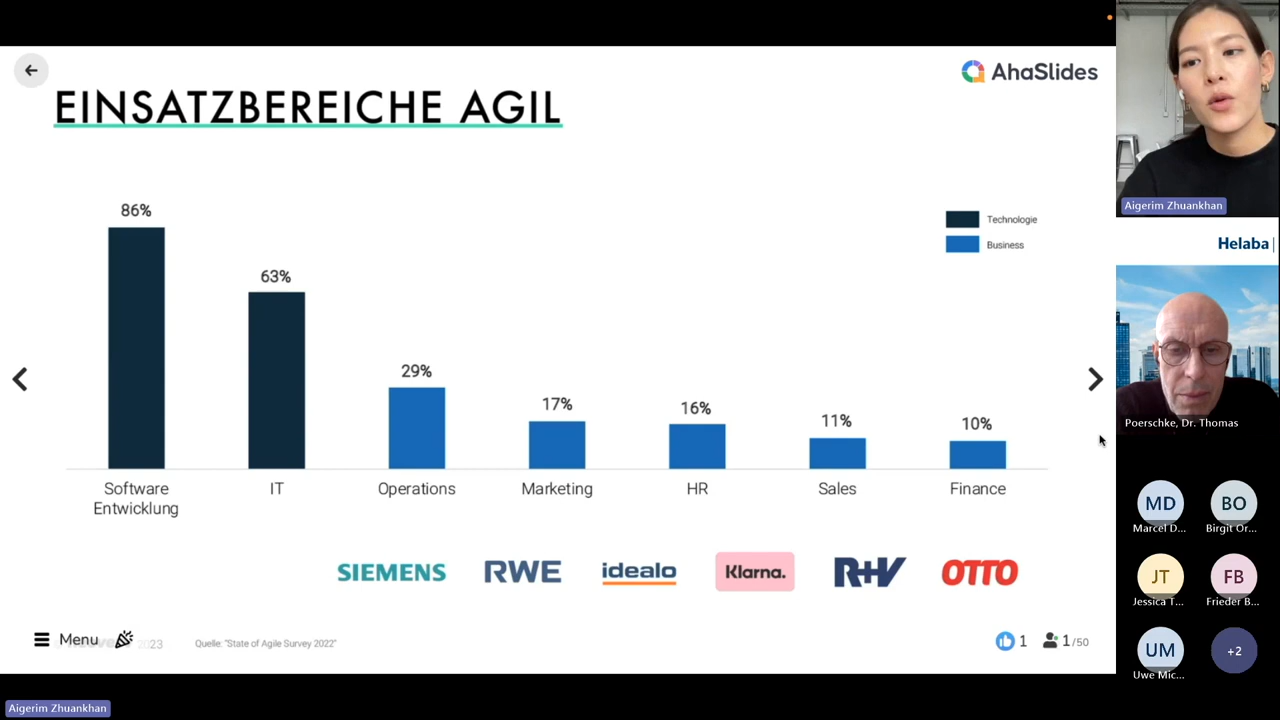 AhaSlides
EINSATZBEREICHE AGIL
86%
63%
29%
17%
16%
11%
10%
Technologie
Business
Software
Entwicklung
IT
Operations
Marketing
HR
Sales
Finance
SIEMENS
RWE
idealo
Klarna.
R+V
OTTO
Menu
2023
Quelle: "State of Agile Survey 2022"
1
1/50
Aigerim Zhuankhan
Aigerim Zhuankhan
Helaba
Poerschke, Dr. Thomas
MD
Marcel D...
BO
Birgit Or...
JT
Jessica T...
FB
Frieder B...
UM
Uwe Mic...
+2